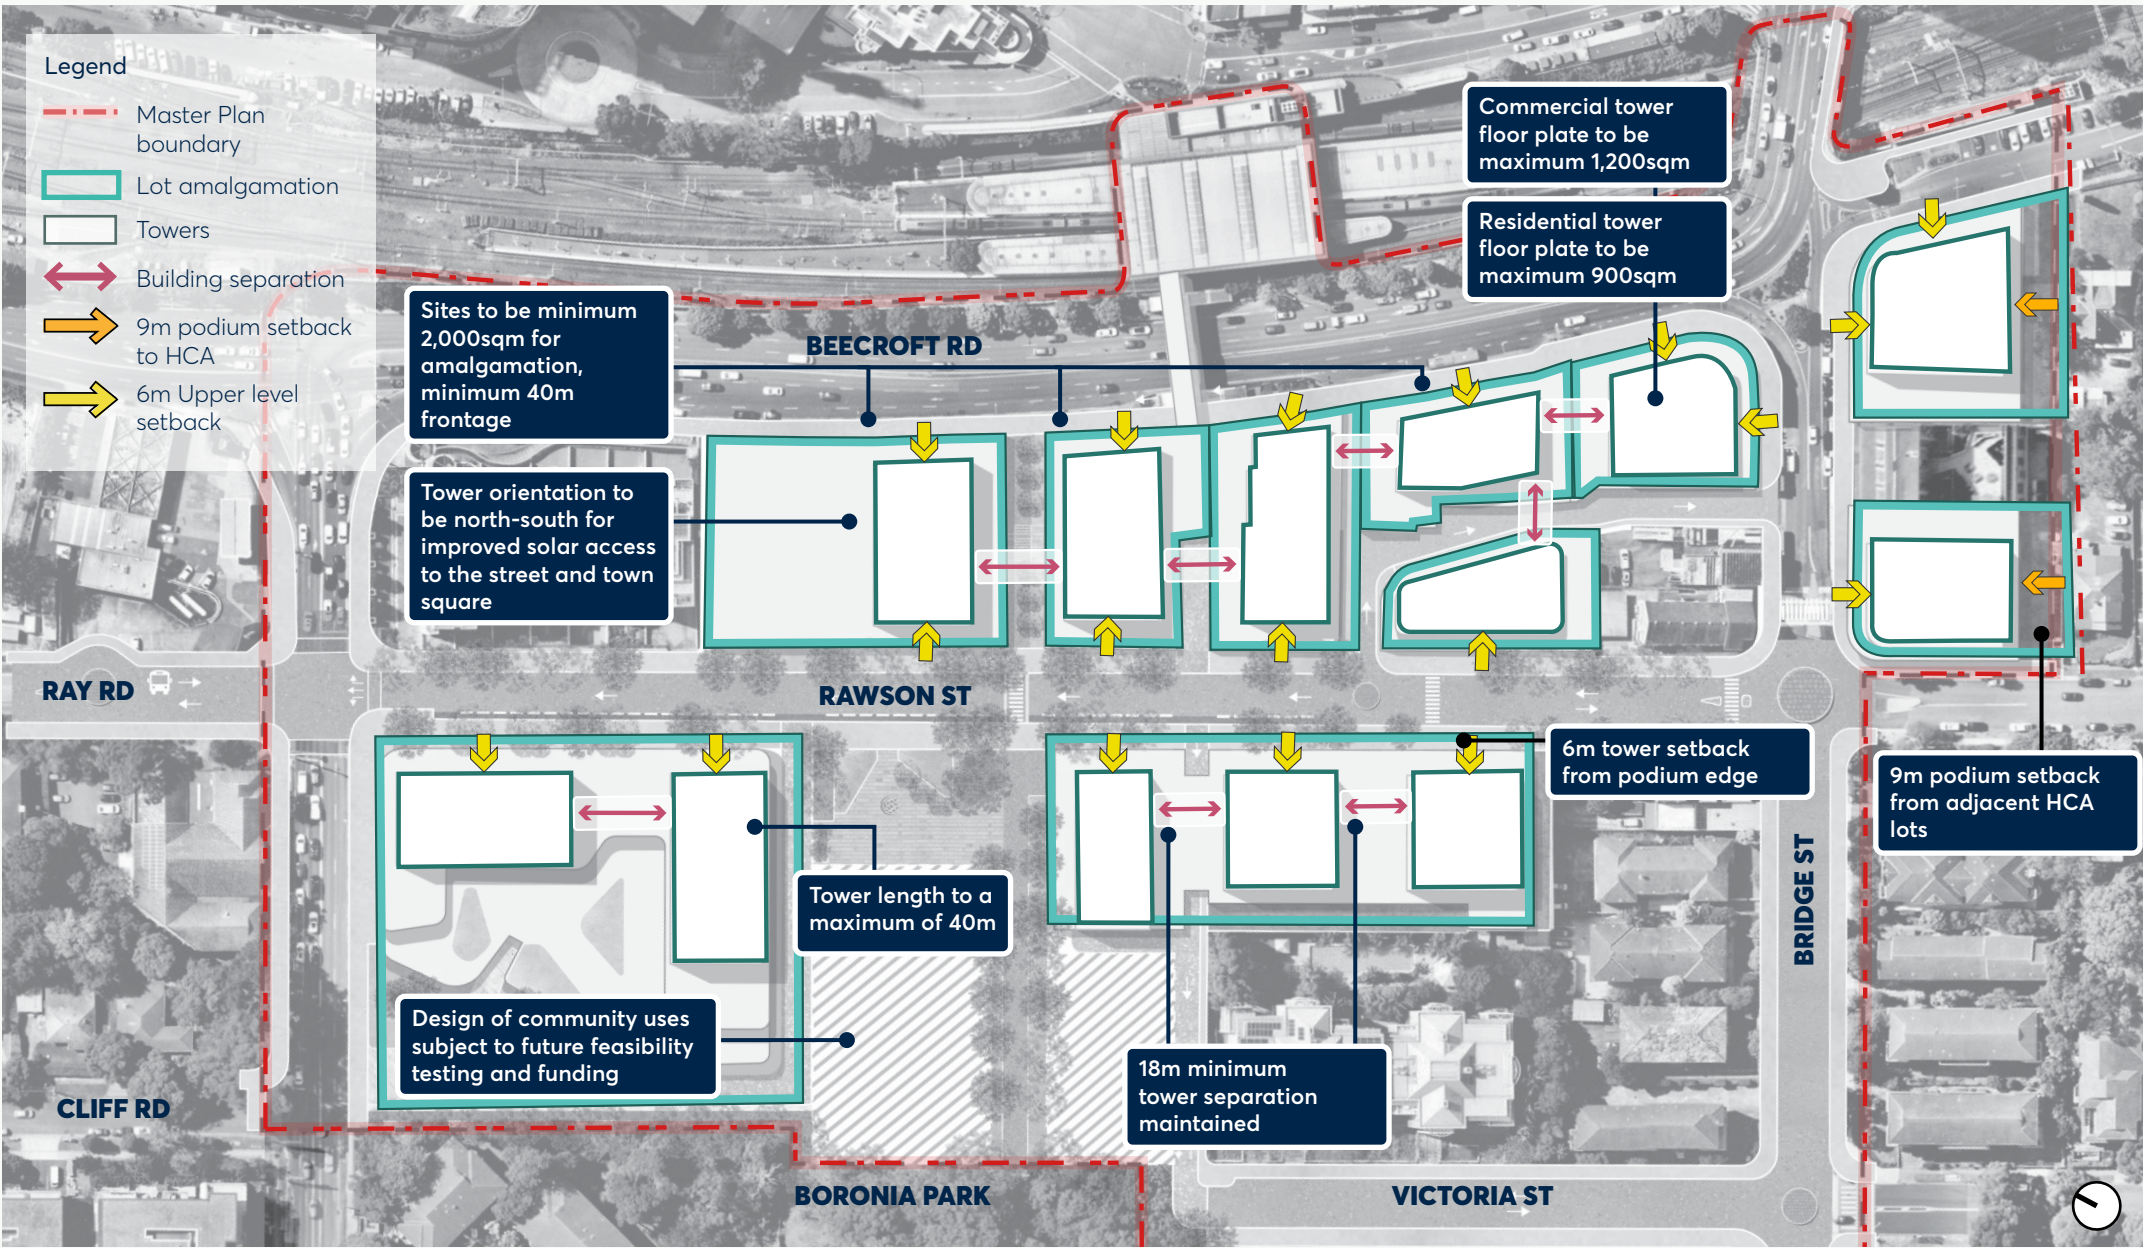 Legend
Master Plan
boundary
Lot amalgamation
Towers
Building separation
9m podium setback
to HCA
6m Upper level
setback
Commercial tower
floor plate to be
maximum 1,200sqm
Residential tower
floor plate to be
maximum 900sqm
Sites to be minimum
2,000sqm for
amalgamation,
minimum 40m
frontage
BEECROFT RD
Tower orientation to
be north-south for
improved solar access
to the street and town
square
RAY RD
RAWSON ST
6m tower setback
from podium edge
9m podium setback
from adjacent HCA
lots
Tower length to a
maximum of 40m
BRIDGE ST
Design of community uses
subject to future feasibility
testing and funding
18m minimum
tower separation
maintained
CLIFF RD
BORONIA PARK
VICTORIA ST